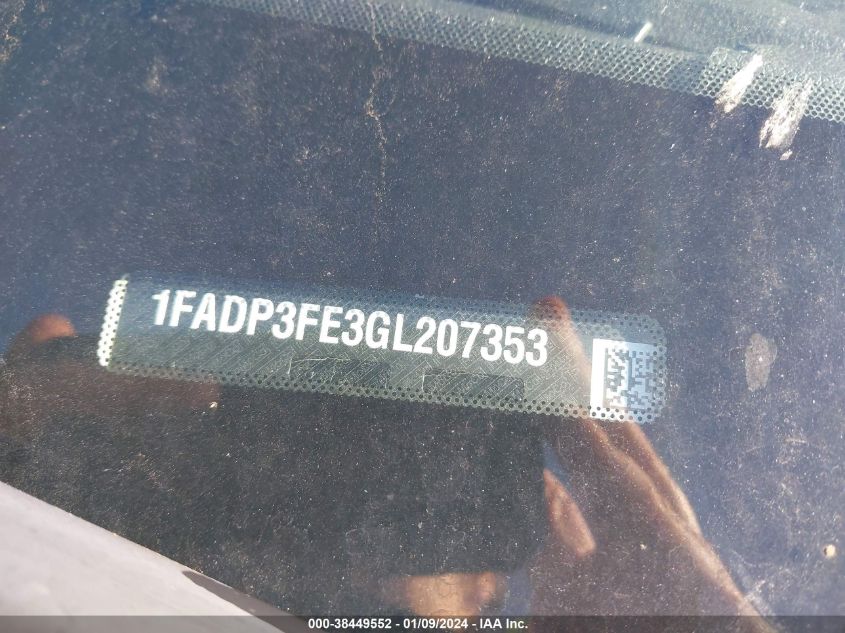 1FADP3FE3GL207353
000-38449552 - 01/09/2024 - IAA Inc.